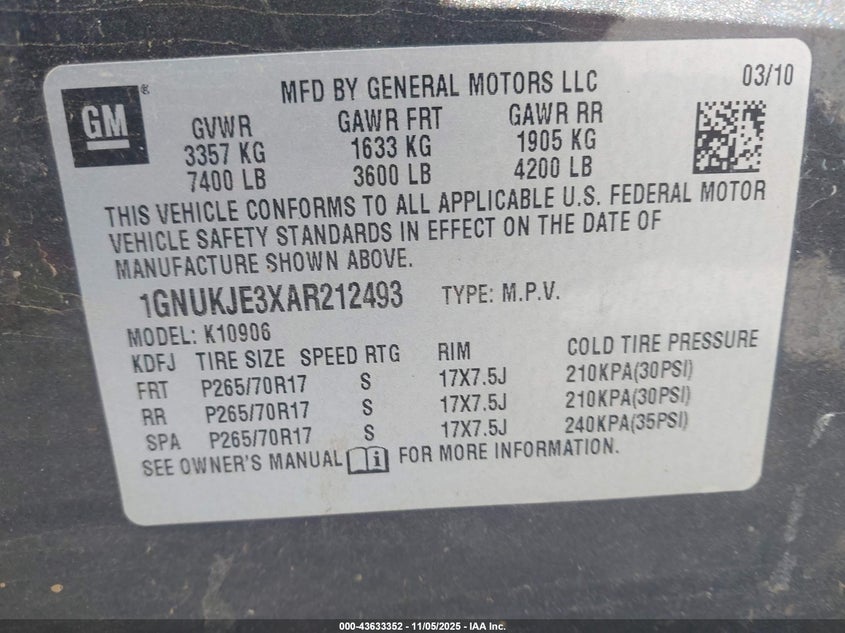 GM
®
MFD BY GENERAL MOTORS LLC
03/10
GVWR GAWR FRT GAWR RR
3357 KG 1633 KG 1905 KG
7400 LB 3600 LB 4200 LB
THIS VEHICLE CONFORMS TO ALL APPLICABLE U.S. FEDERAL MOTOR
VEHICLE SAFETY STANDARDS IN EFFECT ON THE DATE OF
MANUFACTURE SHOWN ABOVE.
1GNUKJE3XAR212493 TYPE: M.P.V.
MODEL: K10906
KDFJ TIRE SIZE SPEED RTG RIM COLD TIRE PRESSURE
FRT P265/70R17 S 17X7.5J 210KPA(30PSI)
RR P265/70R17 S 17X7.5J 210KPA(30PSI)
SPA P265/70R17 S 17X7.5J 240KPA(35PSI)
SEE OWNER'S MANUAL i FOR MORE INFORMATION.
000-43633352 — 11/05/2025 — IAA Inc.